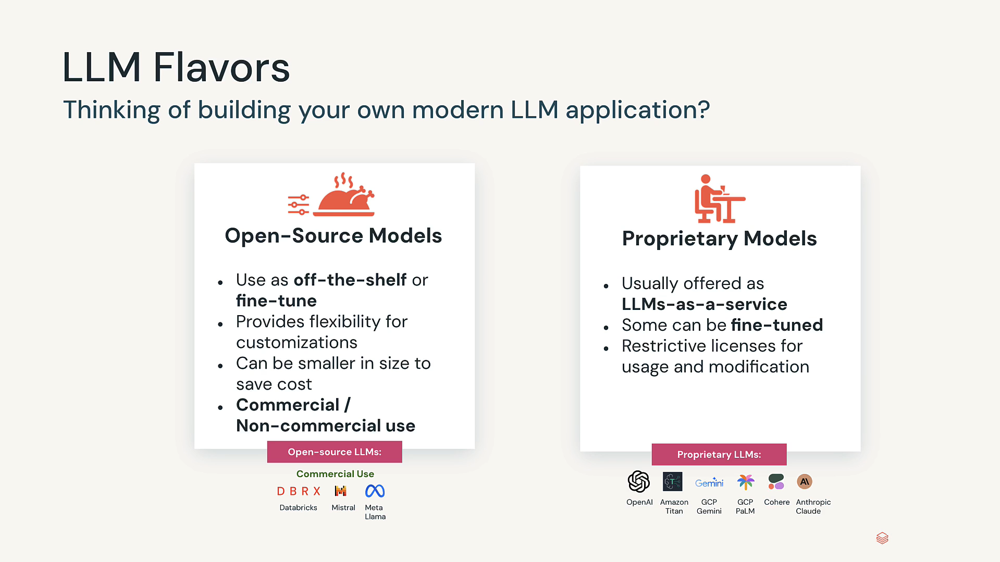 LLM Flavors
Thinking of building your own modern LLM application?
Open-Source Models
• Use as off-the-shelf or
fine-tune
• Provides flexibility for
customizations
• Can be smaller in size to
save cost
• Commercial /
Non-commercial use
Open-source LLMs:
Commercial Use
DBRX
Databricks
Mistral
Meta
Llama
Proprietary Models
• Usually offered as
LLMs-as-a-service
• Some can be fine-tuned
• Restrictive licenses for
usage and modification
Proprietary LLMs:
OpenAI
T
Amazon
Titan
Gemini
GCP
Gemini
GCP
PaLM
Cohere
AI
Anthropic
Claude